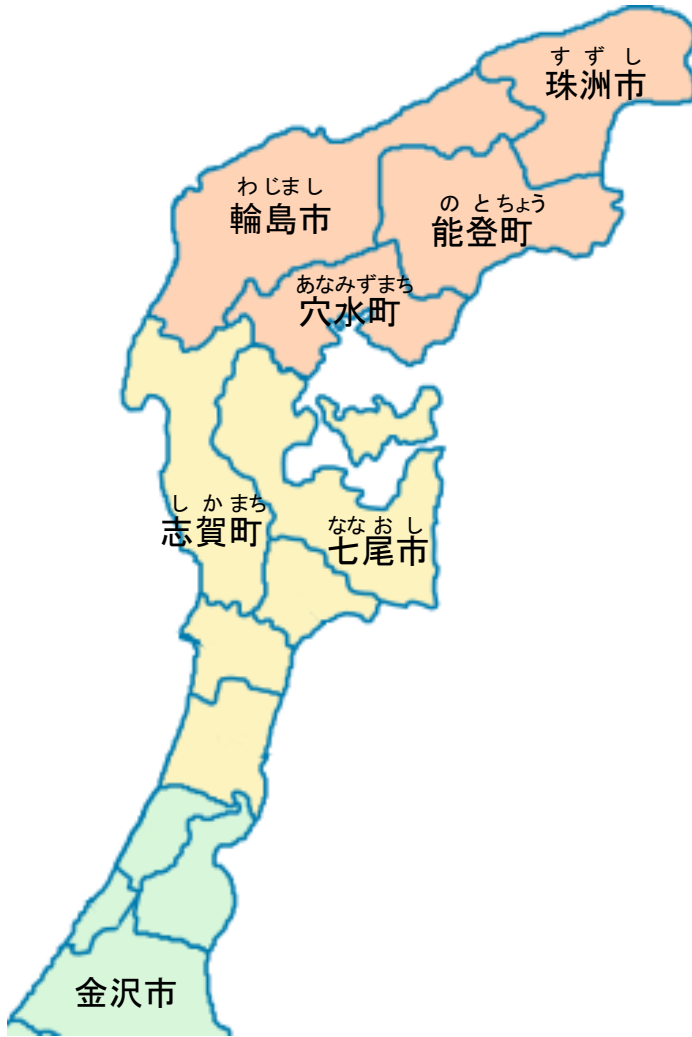 すずし
珠洲市
わじまし
輪島市
のとちょう
能登町
あなみずまち
穴水町
しかまち
志賀町
ななおし
七尾市
金沢市